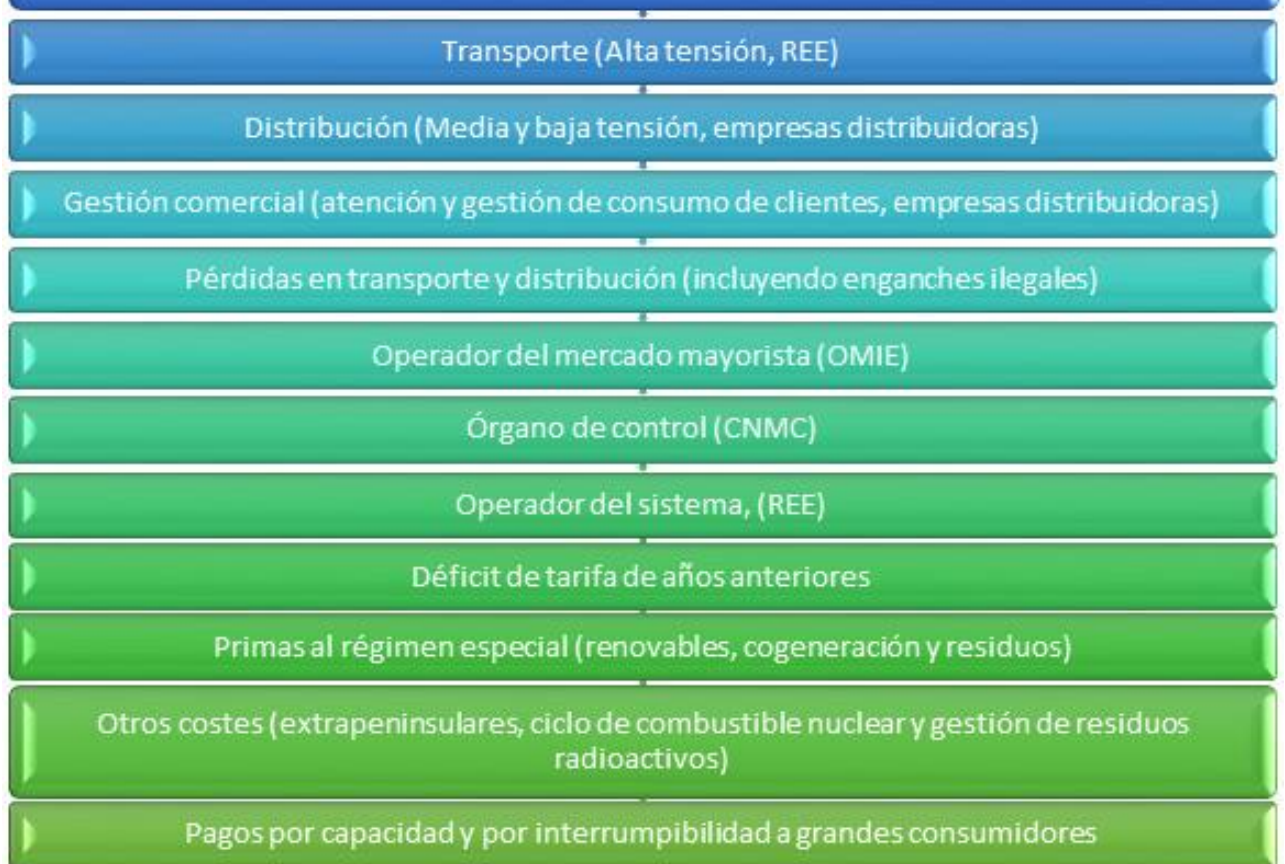 Transporte (Alta tensión, REE)
Distribución (Media y baja tensión, empresas distribuidoras)
Gestión comercial (atención y gestión de consumo de clientes, empresas distribuidoras)
Pérdidas en transporte y distribución (incluyendo enganches ilegales)
Operador del mercado mayorista (OMIE)
Órgano de control (CNMC)
Operador del sistema, (REE)
Déficit de tarifa de años anteriores
Primas al régimen especial (renovables, cogeneración y residuos)
Otros costes (extrapeninsulares, ciclo de combustible nuclear y gestión de residuos
radioactivos)
Pagos por capacidad y por interrumpibilidad a grandes consumidores